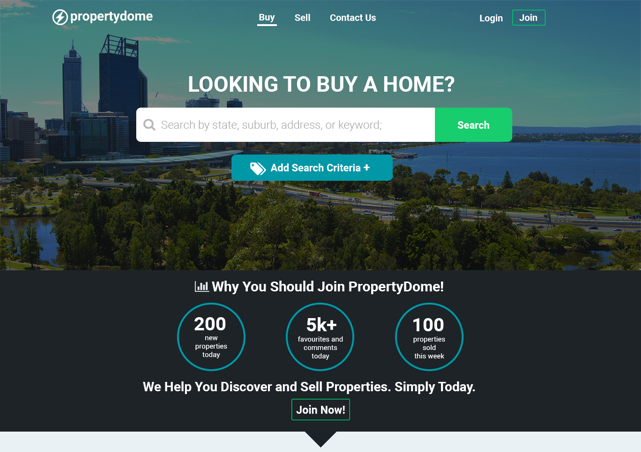 propertydome
Buy
Sell
Contact Us
Login
Join
LOOKING TO BUY A HOME?
Search by state, suburb, address, or keyword;
Search
Add Search Criteria +
Why You Should Join PropertyDome!
200
new
properties
today
5k+
favourites and
comments
today
100
properties
sold
this week
We Help You Discover and Sell Properties. Simply Today.
Join Now!